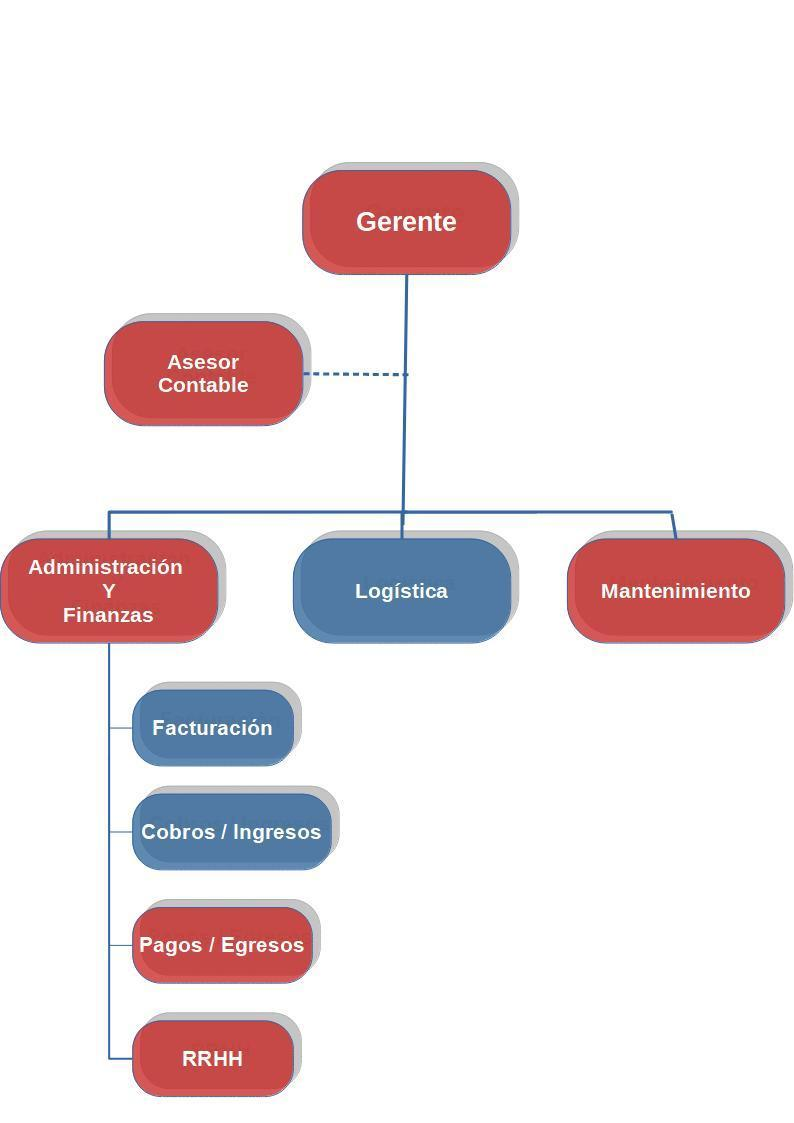 Gerente
Asesor
Contable
Administración
Y
Finanzas
Logística
Mantenimiento
Facturación
Cobros / Ingresos
Pagos / Egresos
RRHH